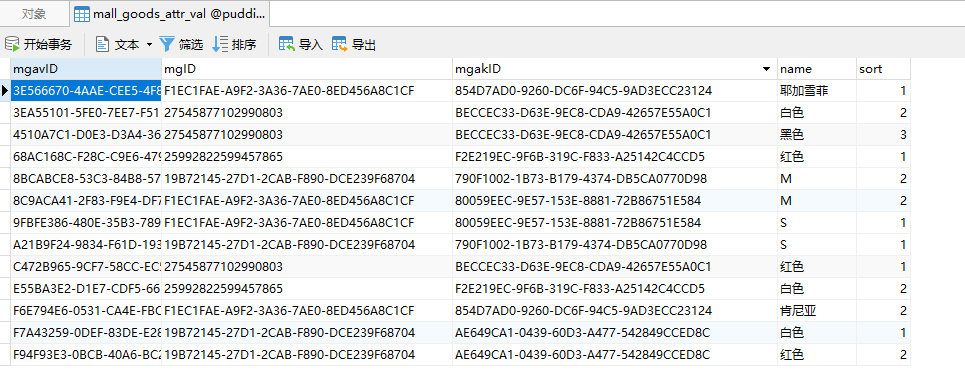 对象 mall_goods_attr_val @puddi...
开始事务 文本 筛选 排序 导入 导出
mgavID mgID mgakID name sort
3E566670-4AAE-CEE5-4F8 F1EC1FAE-A9F2-3A36-7AE0-8ED456A8C1CF 854D7AD0-9260-DC6F-94C5-9AD3ECC23124 耶加雪菲 1
3EA55101-5FE0-7EE7-F51 27545877102990803 BECCEC33-D63E-9EC8-CDA9-42657E55A0C1 白色 2
4510A7C1-D0E3-D3A4-36 27545877102990803 BECCEC33-D63E-9EC8-CDA9-42657E55A0C1 黑色 3
68AC168C-F28C-C9E6-479 25992822599457865 F2E219EC-9F6B-319C-F833-A25142C4CCD5 红色 1
8BCABCE8-53C3-84B8-57 19B72145-27D1-2CAB-F890-DCE239F68704 790F1002-1B73-B179-4374-DB5CA0770D98 M 2
8C9ACA41-2F83-F9E4-DF7 F1EC1FAE-A9F2-3A36-7AE0-8ED456A8C1CF 80059EEC-9E57-153E-8881-72B86751E584 M 2
9FBFE386-480E-35B3-789 F1EC1FAE-A9F2-3A36-7AE0-8ED456A8C1CF 80059EEC-9E57-153E-8881-72B86751E584 S 1
A21B9F24-9834-F61D-193 19B72145-27D1-2CAB-F890-DCE239F68704 790F1002-1B73-B179-4374-DB5CA0770D98 S 1
C472B965-9CF7-58CC-EC5 27545877102990803 BECCEC33-D63E-9EC8-CDA9-42657E55A0C1 红色 1
E55BA3E2-D1E7-CDF5-66 25992822599457865 F2E219EC-9F6B-319C-F833-A25142C4CCD5 白色 2
F6E794E6-0531-CA4E-FBC F1EC1FAE-A9F2-3A36-7AE0-8ED456A8C1CF 854D7AD0-9260-DC6F-94C5-9AD3ECC23124 肯尼亚 2
F7A43259-0DEF-83DE-E28 19B72145-27D1-2CAB-F890-DCE239F68704 AE649CA1-0439-60D3-A477-542849CCED8C 白色 1
F94F93E3-0BCB-40A6-BC2 19B72145-27D1-2CAB-F890-DCE239F68704 AE649CA1-0439-60D3-A477-542849CCED8C 红色 2